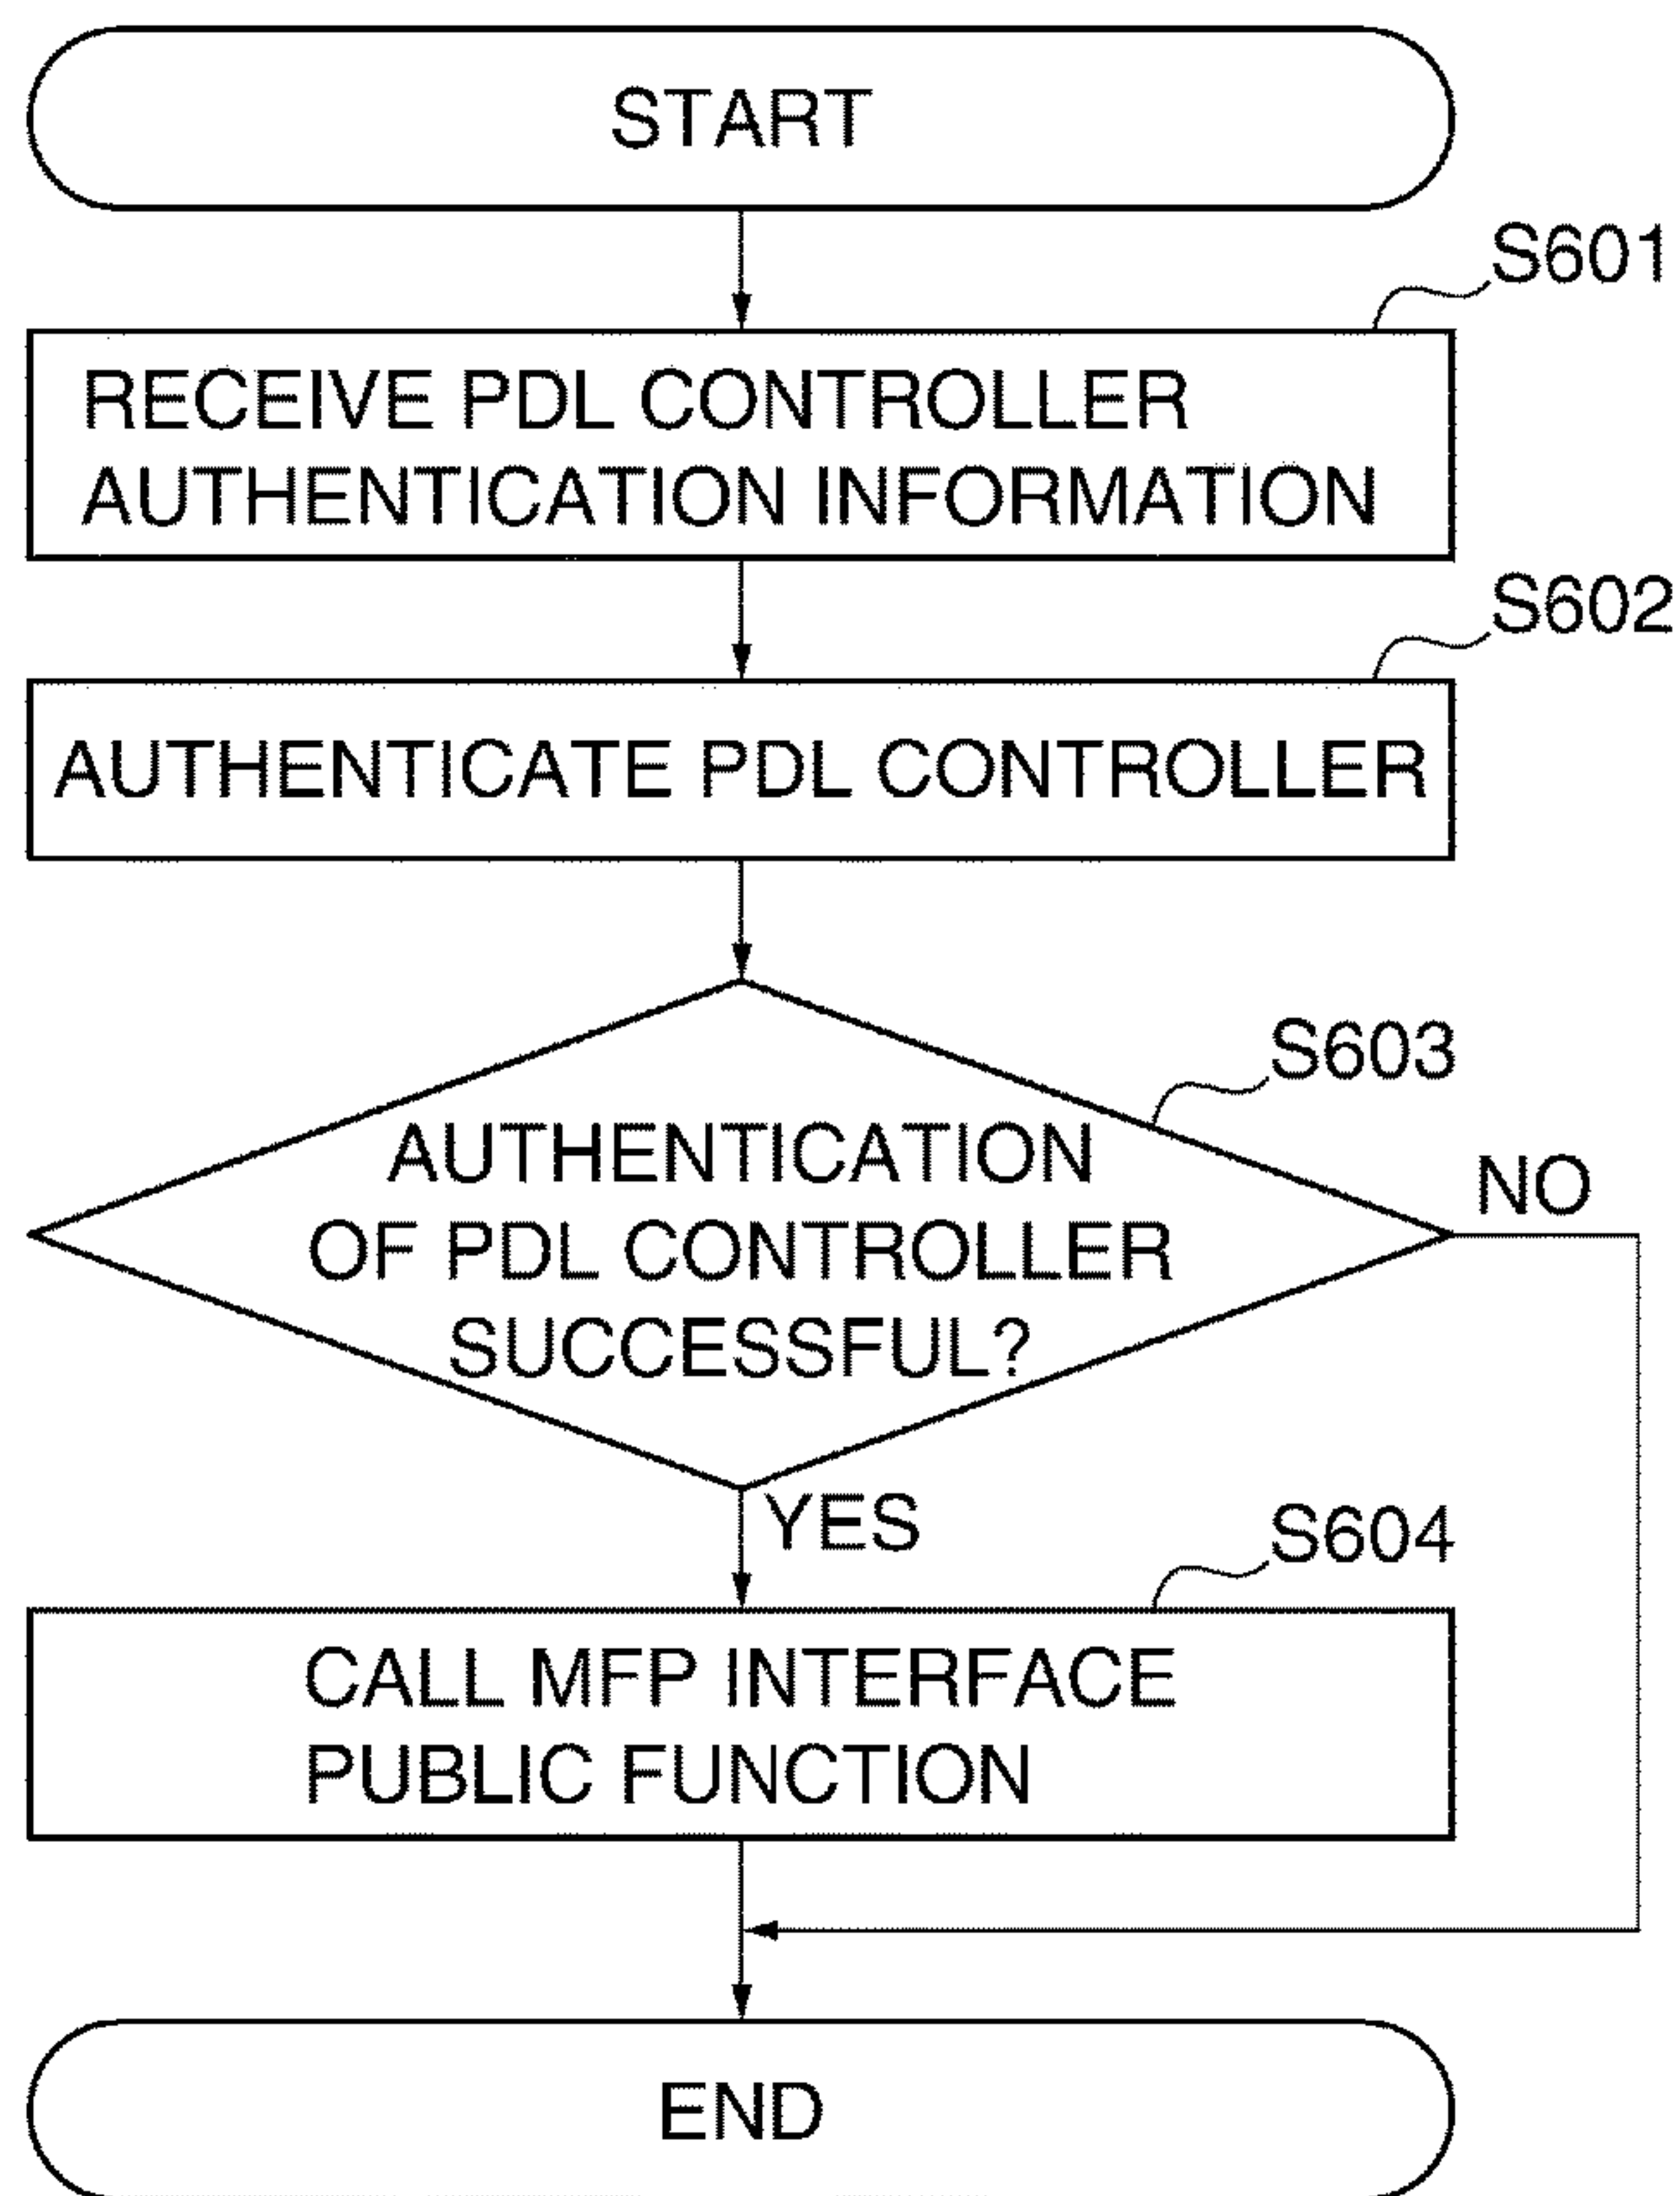 START
S601
RECEIVE PDL CONTROLLER
AUTHENTICATION INFORMATION
S602
AUTHENTICATE PDL CONTROLLER
S603
AUTHENTICATION
OF PDL CONTROLLER
SUCCESSFUL?
NO
YES
S604
CALL MFP INTERFACE
PUBLIC FUNCTION
END